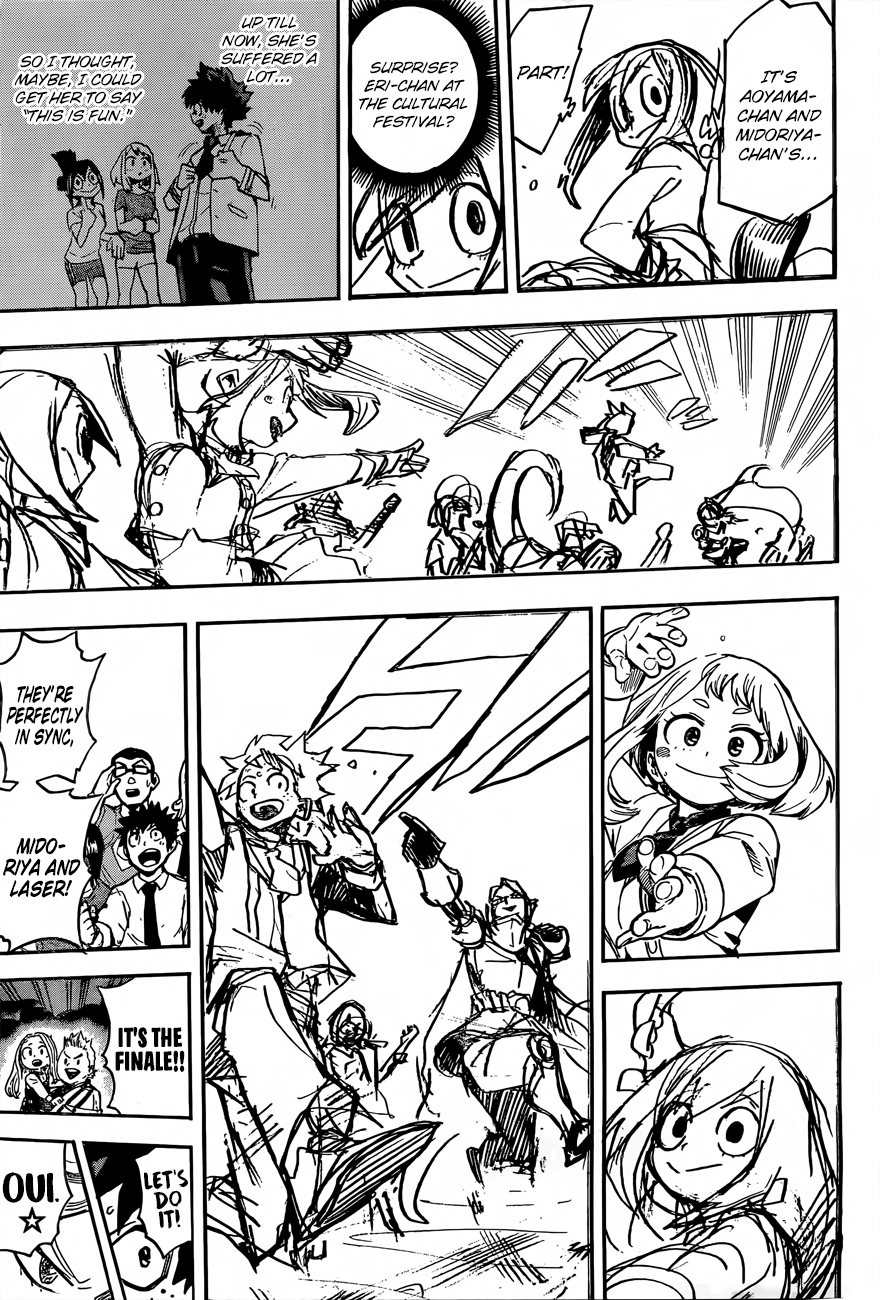 IT'S
AOYAMA-
CHAN AND
MIDORIYA-
CHAN'S...
PART!
SURPRISE?
ERI-CHAN AT
THE CULTURAL
FESTIVAL?
UP TILL
NOW, SHE'S
SUFFERED A
LOT...
SO I THOUGHT,
MAYBE, I COULD
GET HER TO SAY
"THIS IS FUN."
THEY'RE
PERFECTLY
IN SYNC,
MIDO-
RIYA AND
LASER!
IT'S THE
FINALE!!
LET'S
DO
IT!
OUI.
☆